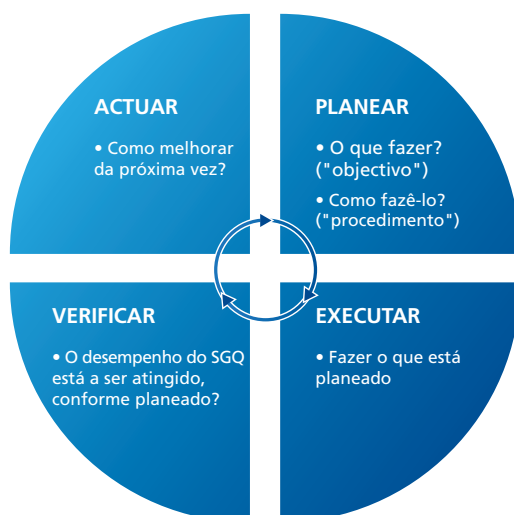 ACTUAR
• Como melhorar
da próxima vez?
PLANEAR
• O que fazer?
("objectivo")
• Como fazê-lo?
("procedimento")
VERIFICAR
• O desempenho do SGQ
está a ser atingido,
conforme planeado?
EXECUTAR
• Fazer o que está
planeado